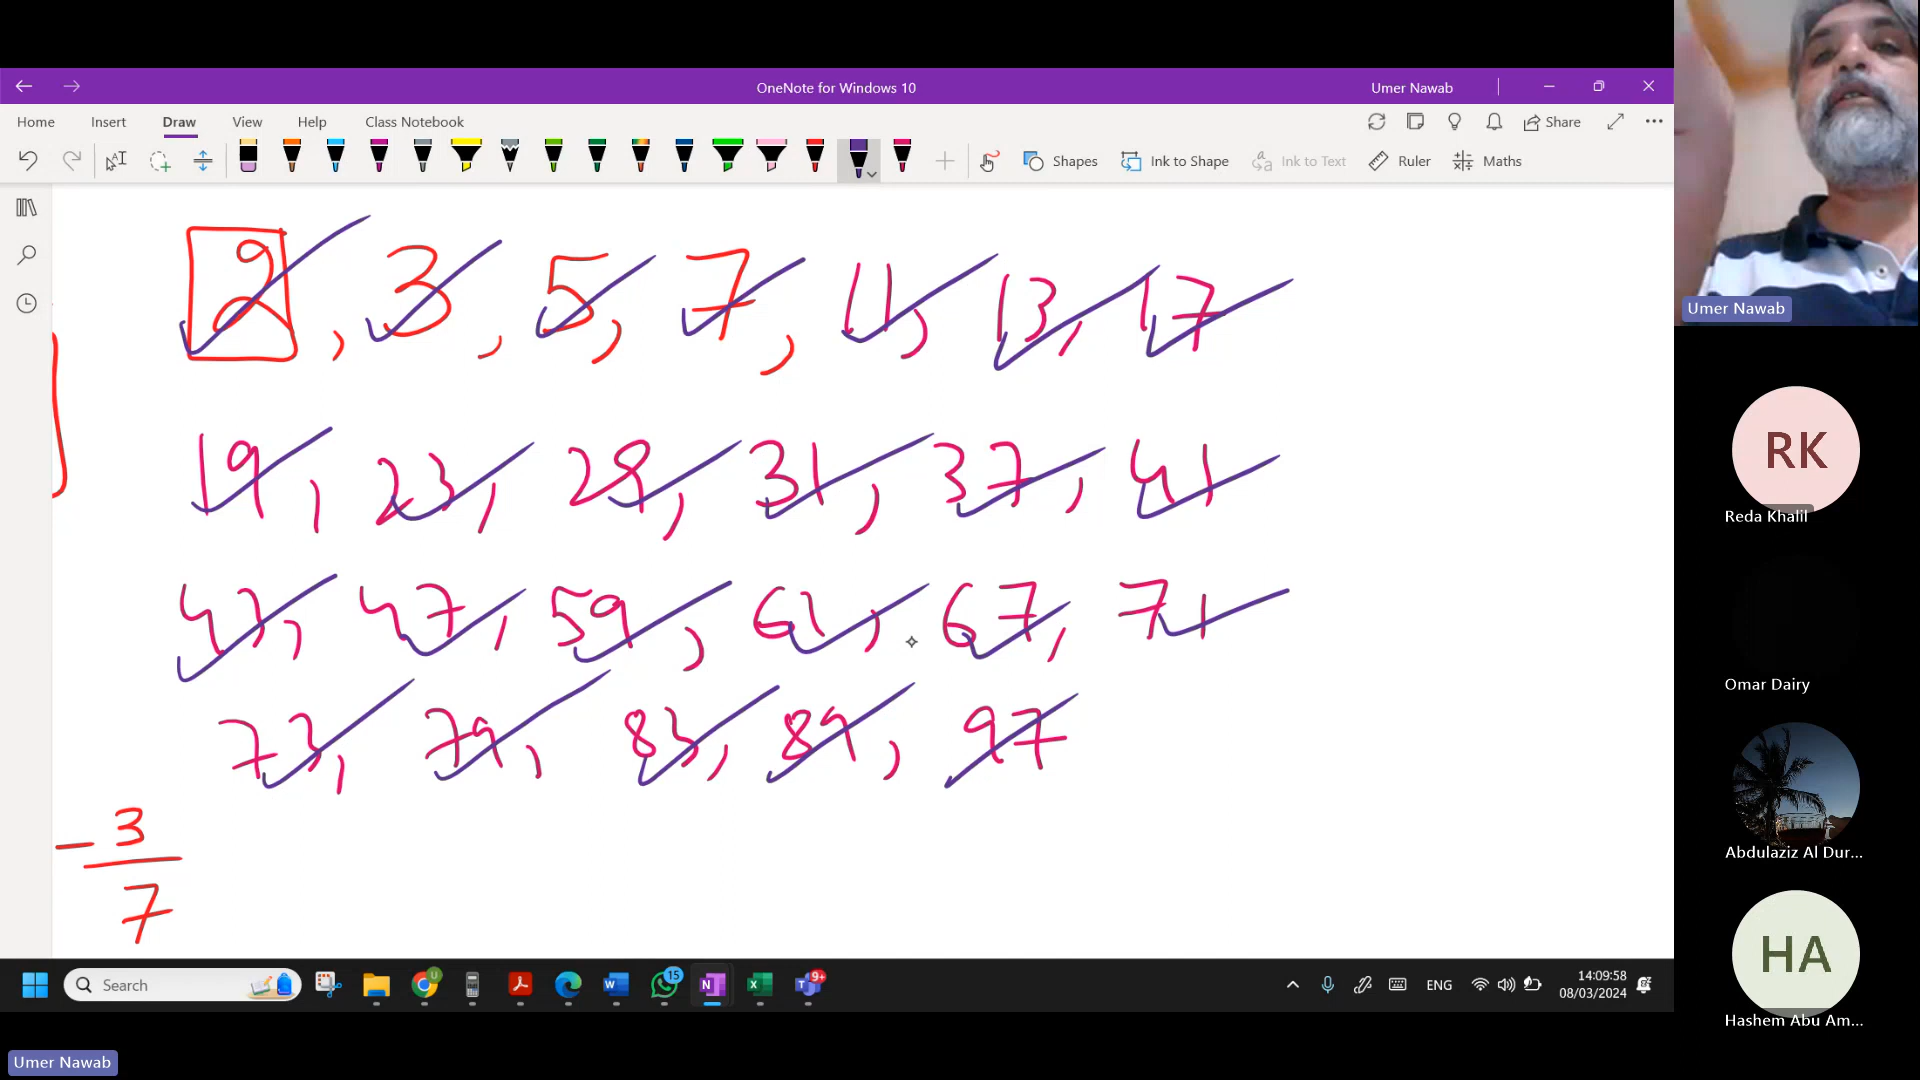 OneNote for Windows 10
Umer Nawab
Home Insert Draw View Help Class Notebook
Share
Shapes Ink to Shape Ink to Text Ruler Maths
2, 3, 5, 7, 11, 13, 17
19, 23, 29, 31, 37, 41
43, 47, 59, 61, 67, 71
73, 79, 83, 89, 97
- 3
7
Umer Nawab
RK
Reda Khalil
Omar Dairy
Abdulaziz Al Dur...
HA
Hashem Abu Am...
Search
U
15
9+
ENG
14:09:58
08/03/2024
Umer Nawab